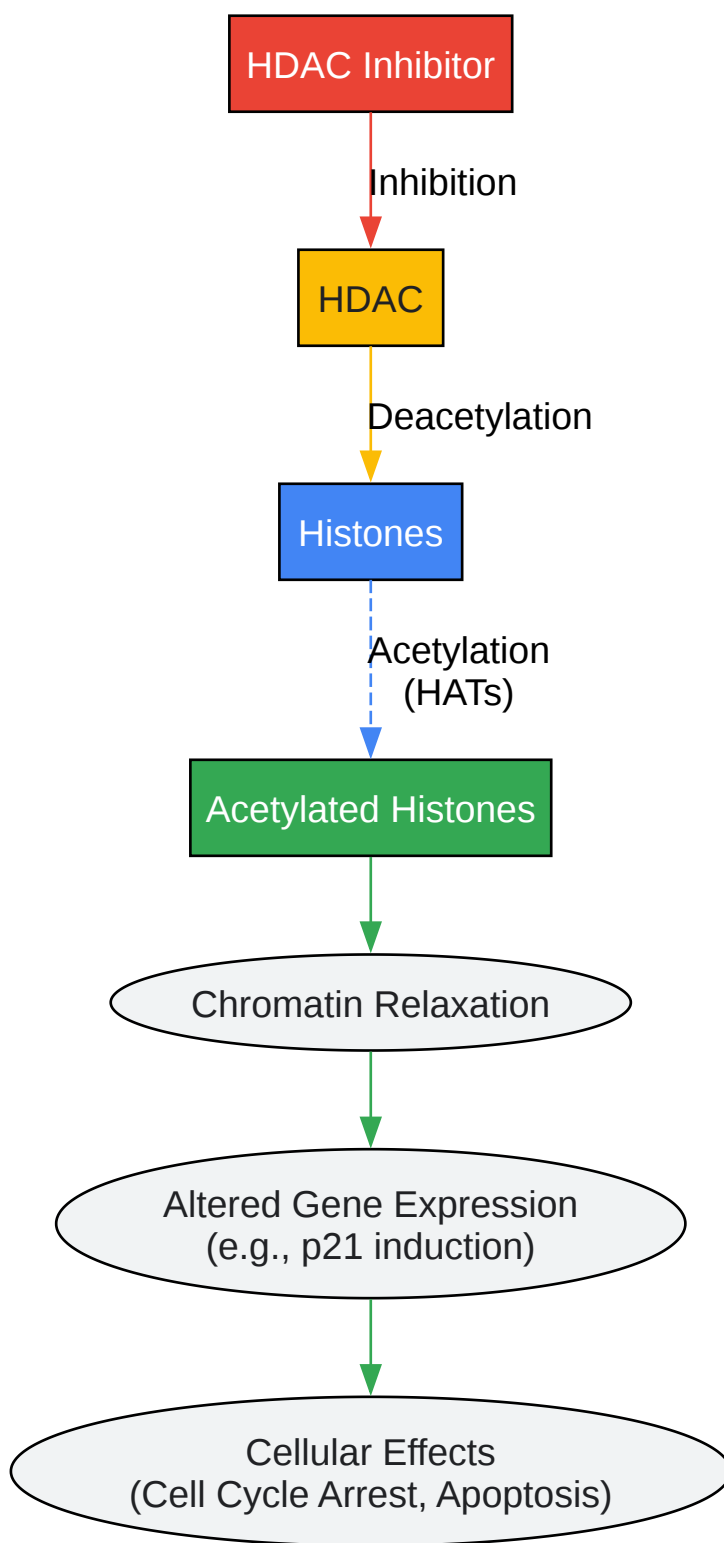 HDAC Inhibitor
Inhibition
HDAC
Deacetylation
Histones
Acetylation
(HATs)
Acetylated Histones
Chromatin Relaxation
Altered Gene Expression
(e.g., p21 induction)
Cellular Effects
(Cell Cycle Arrest, Apoptosis)